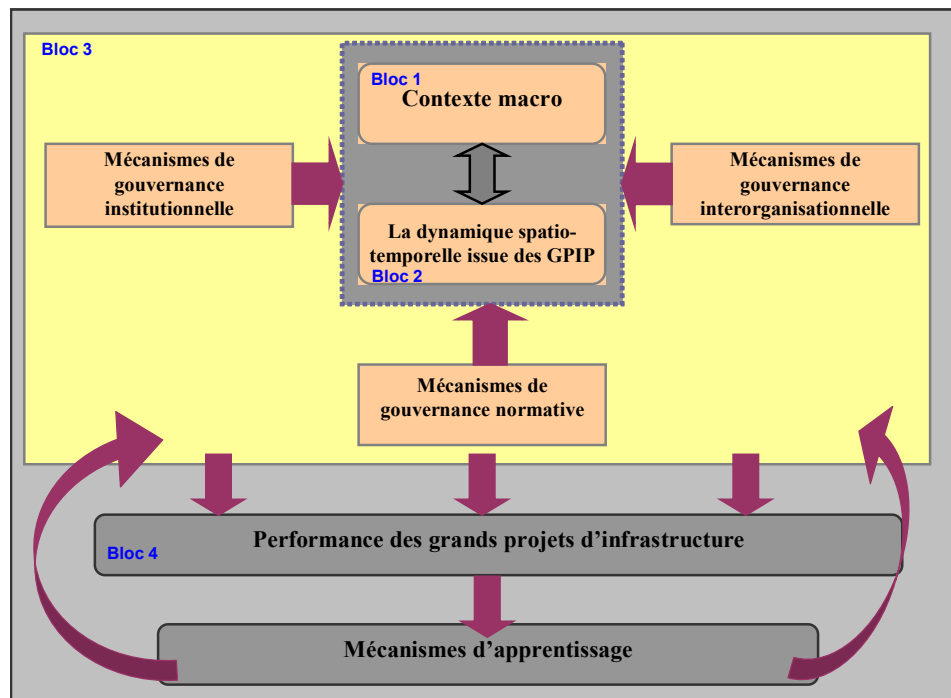 Bloc 3
Bloc 1
Contexte macro
Mécanismes de
gouvernance
institutionnelle
Mécanismes de
gouvernance
interorganisationnelle
La dynamique spatio-
temporelle issue des GPIP
Bloc 2
Mécanismes de
gouvernance normative
Performance des grands projets d’infrastructure
Bloc 4
Mécanismes d’apprentissage